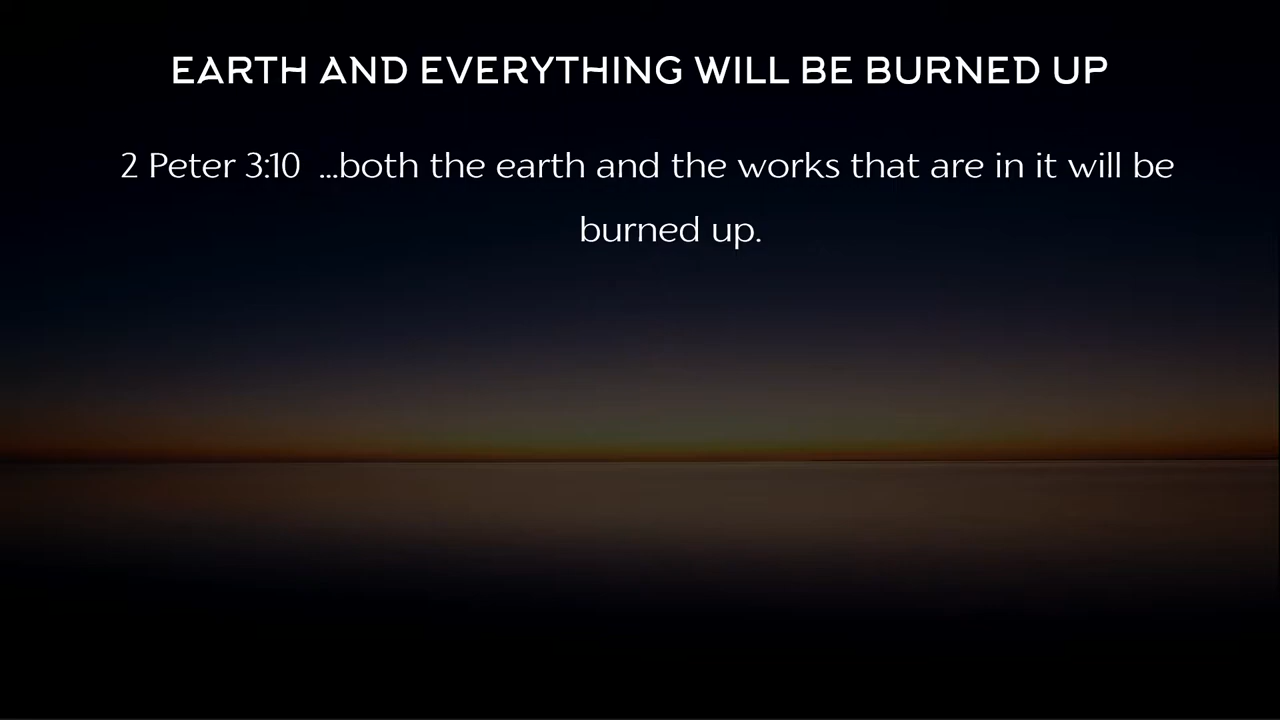 EARTH AND EVERYTHING WILL BE BURNED UP
2 Peter 3:10 ...both the earth and the works that are in it will be
burned up.